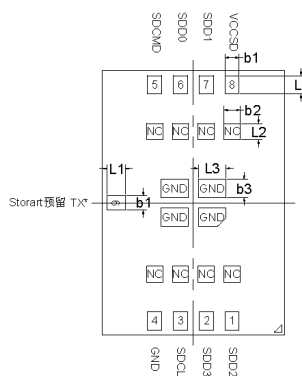 SDCMD SDD0 SDD1 VCCSD
b1
5 6 7 8
L
b2
NC NC NC NC
L2
L1 L3
GND GND
b3
Storart预留 TX*
9
b1
GND GND
NC NC NC NC
4 3 2 1
GND SDCL SDD3 SDD2